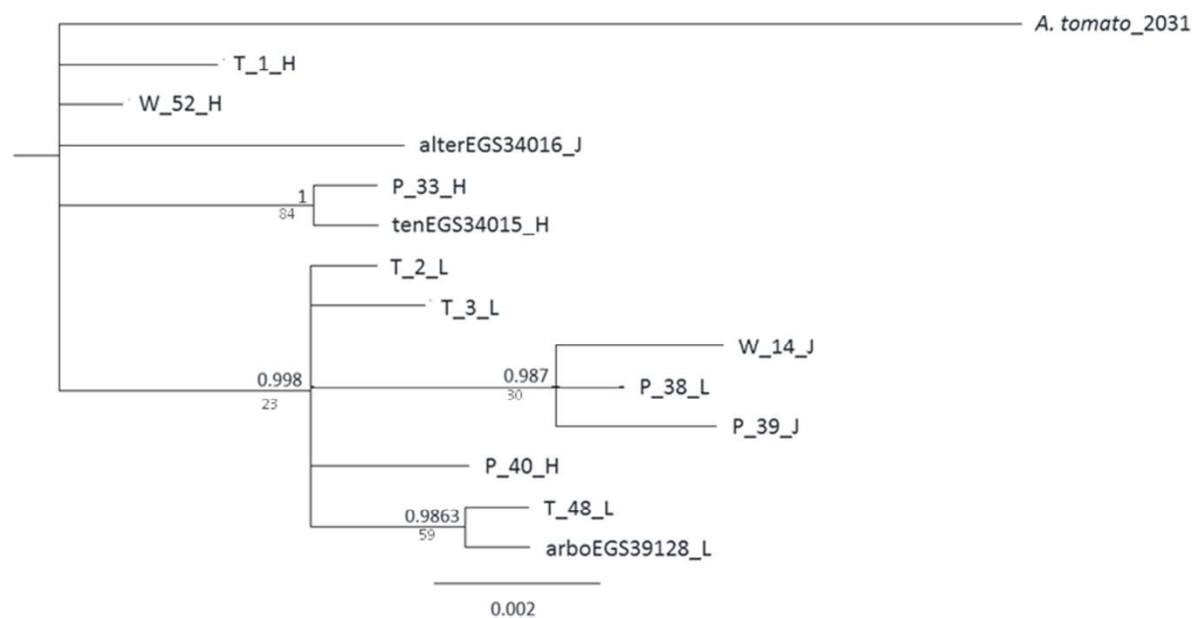 A. tomato_2031
T_1_H
W_52_H
alterEGS34016_J
P_33_H
1
84
tenEGS34015_H
T_2_L
T_3_L
W_14_J
0.998
0.987
P_38_L
23
30
P_39_J
P_40_H
T_48_L
0.9863
59
arboEGS39128_L
0.002